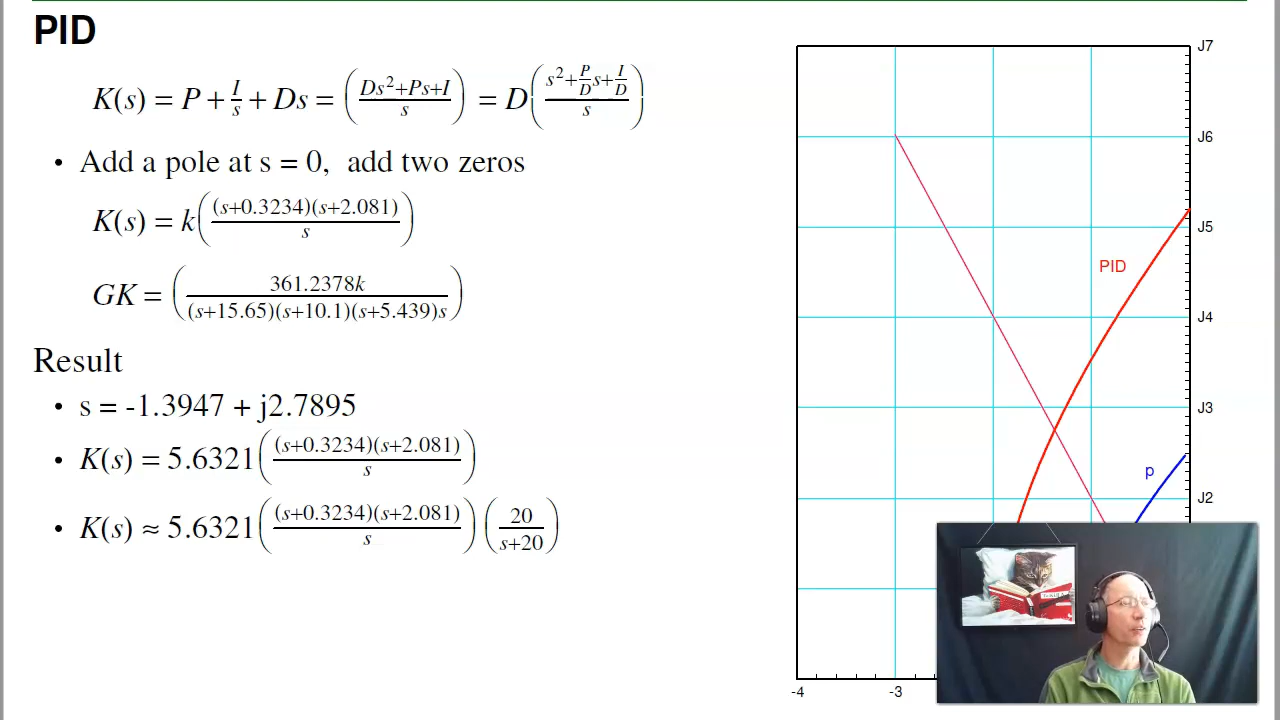 PID
K(s) = P + I/s + Ds = (Ds²+Ps+I / s) = D(s²+P/D s+I/D / s)
• Add a pole at s = 0, add two zeros
K(s) = k((s+0.3234)(s+2.081) / s)
GK = (361.2378k / (s+15.65)(s+10.1)(s+5.439)s)
Result
• s = -1.3947 + j2.7895
• K(s) = 5.6321((s+0.3234)(s+2.081) / s)
• K(s) ≈ 5.6321((s+0.3234)(s+2.081) / s)(20 / s+20)
J7
J6
J5
PID
J4
J3
p
J2
-4
-3